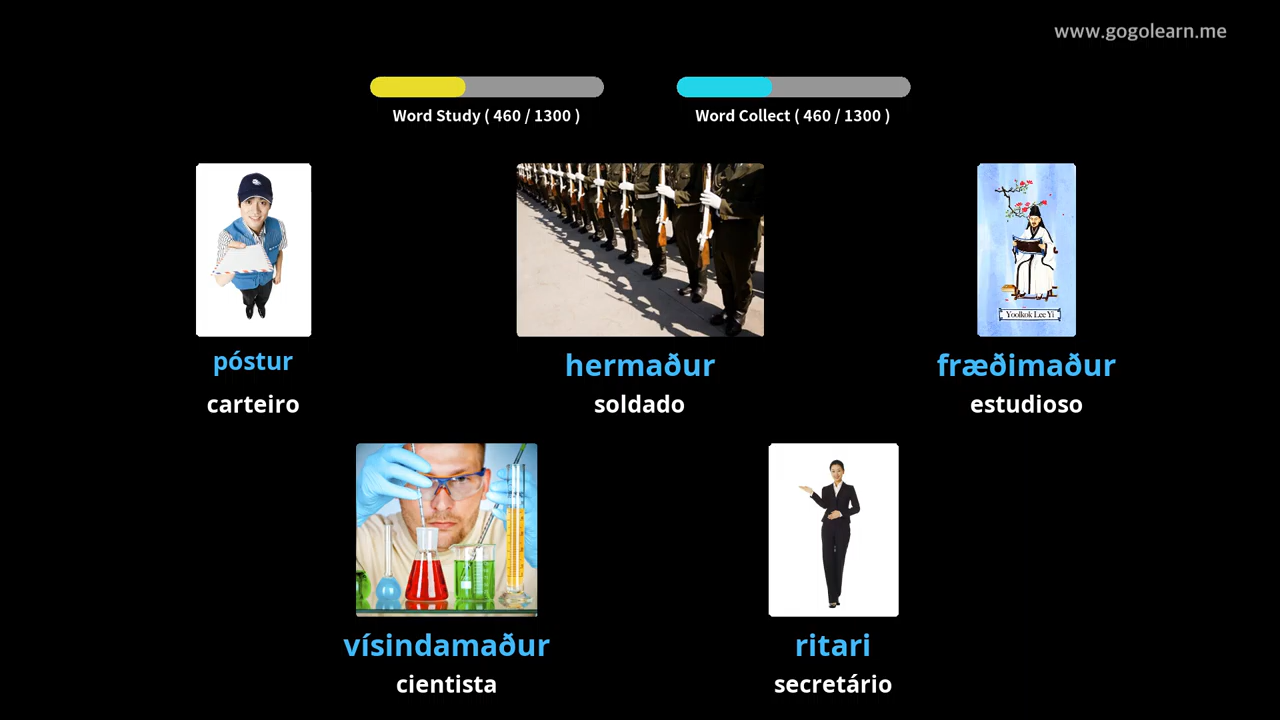 www.gogolearn.me
Word Study ( 460 / 1300 )
Word Collect ( 460 / 1300 )
Yoolkok Lee Yi
póstur
hermaður
fræðimaður
carteiro
soldado
estudioso
vísindamaður
ritari
cientista
secretário